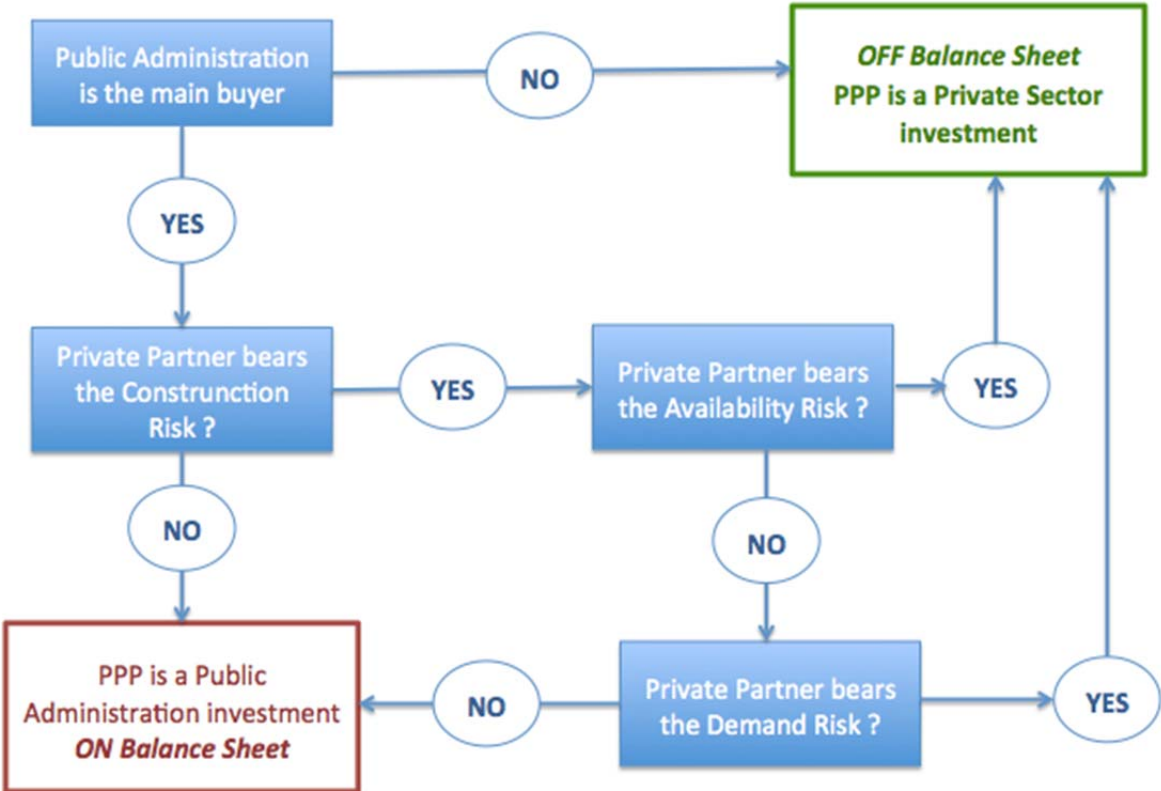 Public Administration
is the main buyer
NO
OFF Balance Sheet
PPP is a Private Sector
investment
YES
Private Partner bears
the Construnction
Risk ?
YES
Private Partner bears
the Availability Risk ?
YES
NO
NO
PPP is a Public
Administration investment
ON Balance Sheet
NO
Private Partner bears
the Demand Risk ?
YES